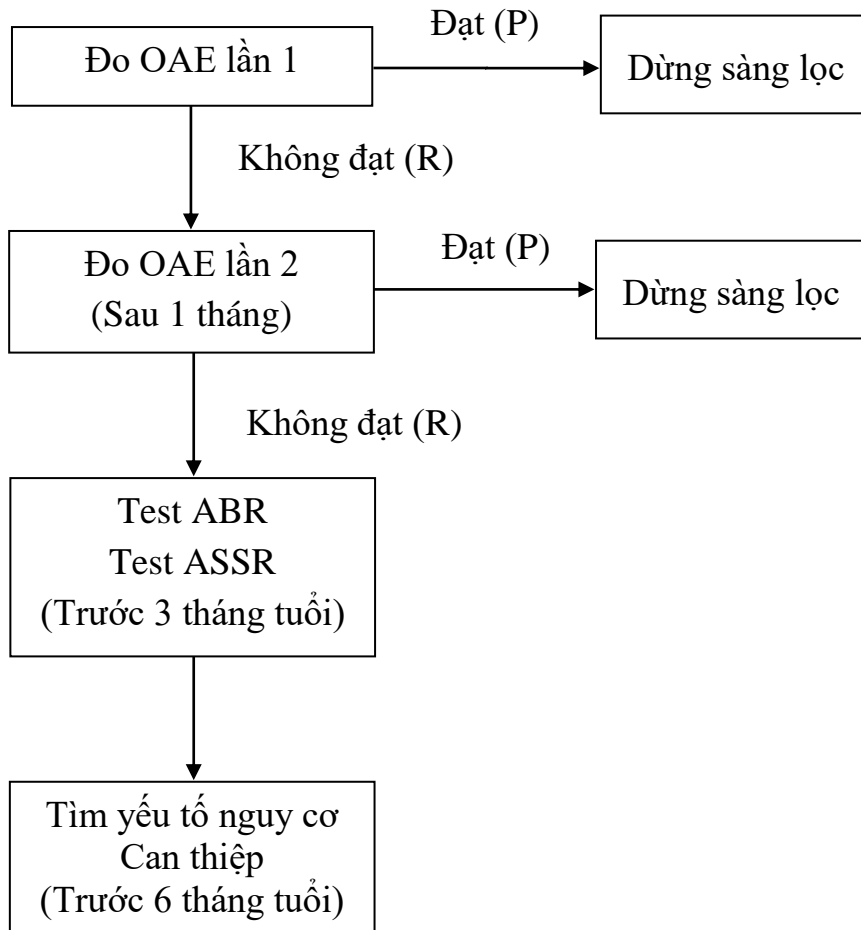 Đạt (P)
Đo OAE lần 1
Dừng sàng lọc
Không đạt (R)
Đạt (P)
Đo OAE lần 2
(Sau 1 tháng)
Dừng sàng lọc
Không đạt (R)
Test ABR
Test ASSR
(Trước 3 tháng tuổi)
Tìm yếu tố nguy cơ
Can thiệp
(Trước 6 tháng tuổi)